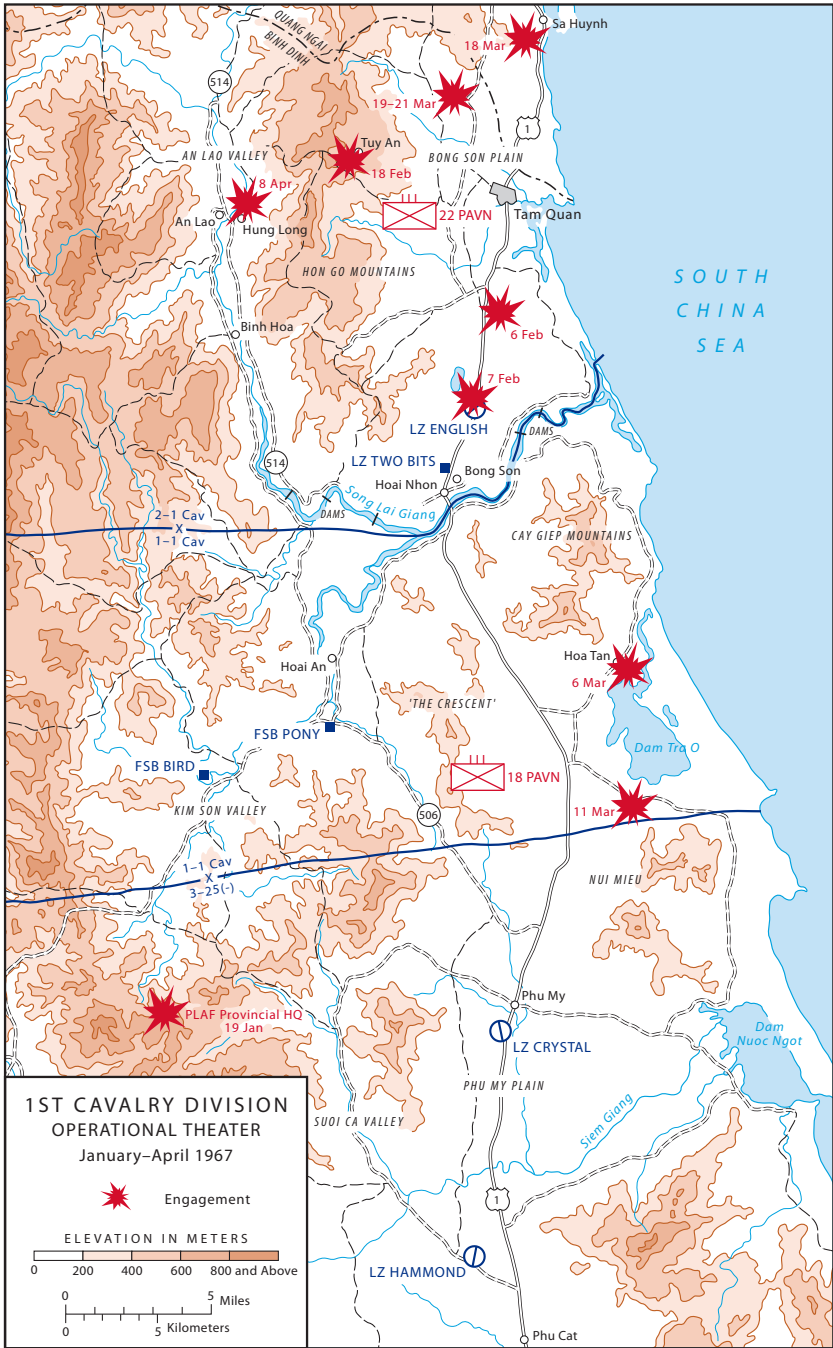 Sa Huynh
18 Mar
QUANG NGAI
BINH DINH
514
19–21 Mar
1
Tuy An
AN LAO VALLEY
BONG SON PLAIN
18 Feb
8 Apr
22 PAVN
Tam Quan
An Lao
Hung Long
HON GO MOUNTAINS
SOUTH
CHINA
SEA
6 Feb
Binh Hoa
7 Feb
LZ ENGLISH
DAMS
514
LZ TWO BITS
Bong Son
Hoai Nhon
Song Lai Giang
DAMS
2–1 Cav
X
1–1 Cav
CAY GIEP MOUNTAINS
Hoai An
Hoa Tan
6 Mar
'THE CRESCENT'
FSB PONY
Dam Tra O
FSB BIRD
18 PAVN
KIM SON VALLEY
506
11 Mar
1–1 Cav
X
3–25(-)
NUI MIEU
PLAF Provincial HQ
19 Jan
Phu My
LZ CRYSTAL
Dam
Nuoc Ngot
PHU MY PLAIN
SUOI CA VALLEY
Siem Giang
1
LZ HAMMOND
Phu Cat
1ST CAVALRY DIVISION
OPERATIONAL THEATER
January–April 1967
Engagement
ELEVATION IN METERS
0 200 400 600 800 and Above
0 5 Miles
0 5 Kilometers